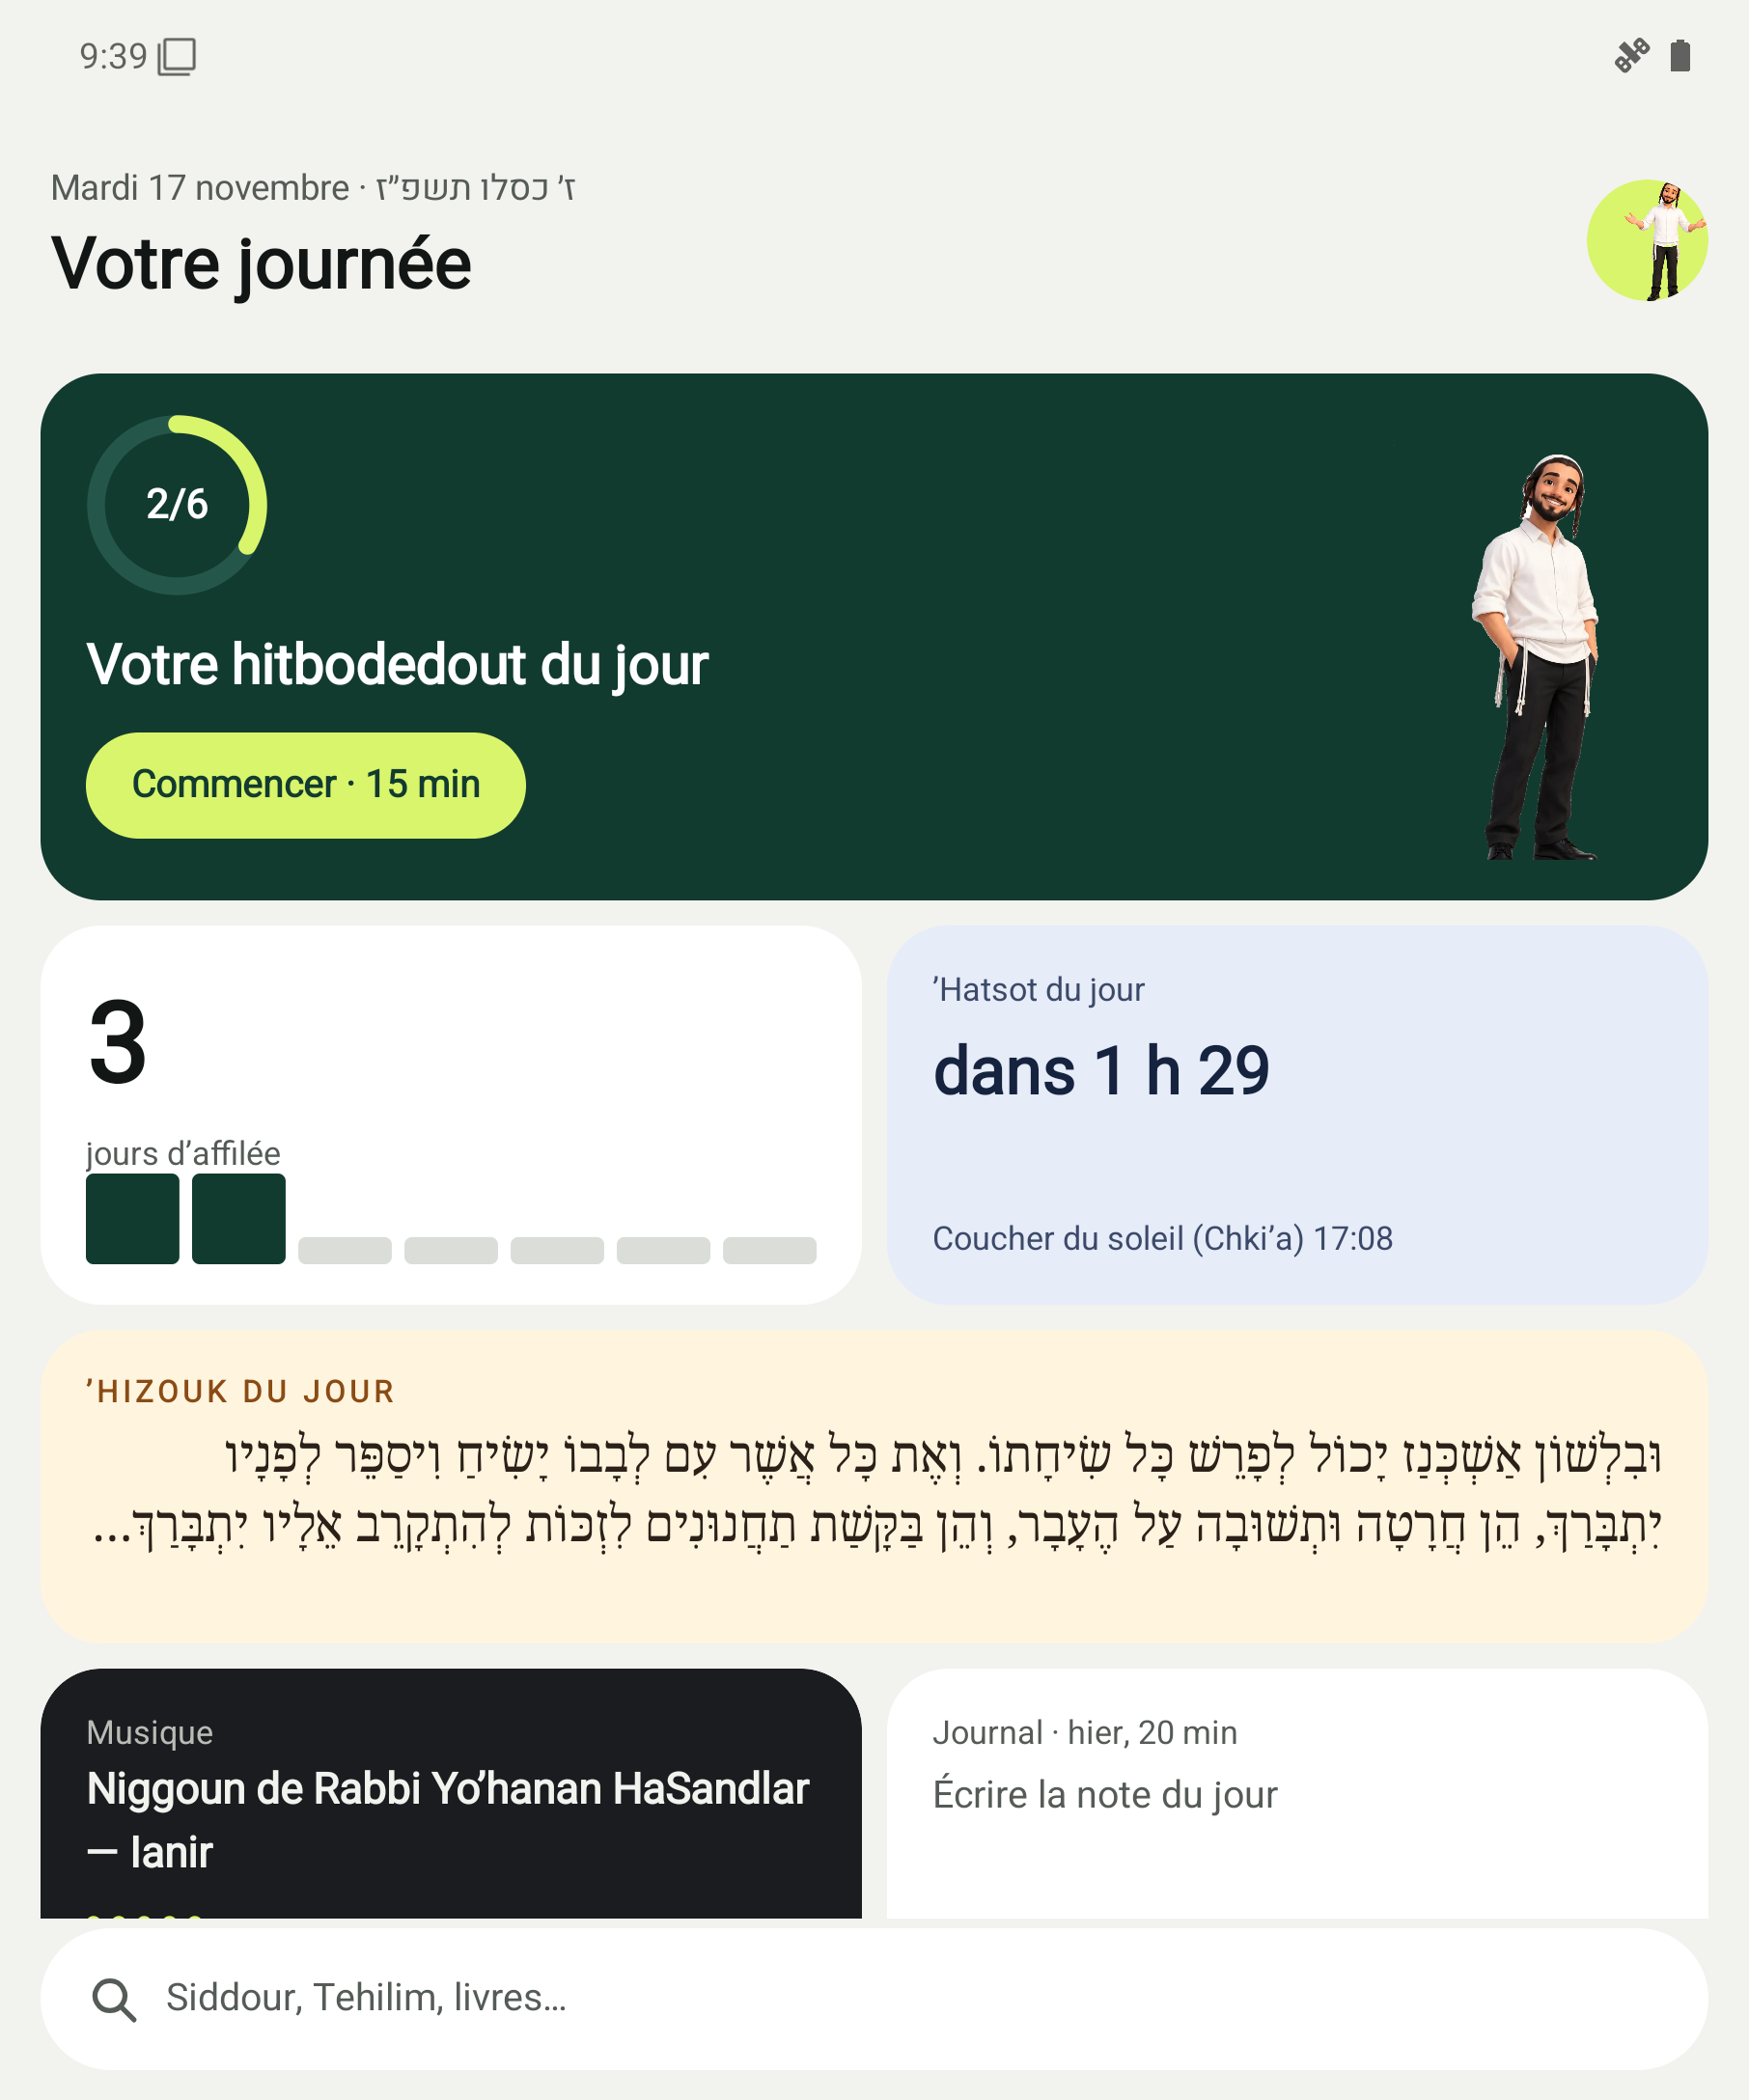 9:39
Mardi 17 novembre · ז׳ כסלו תשפ״ז
Votre journée
2/6
Votre hitbodedout du jour
Commencer · 15 min
3
jours d’affilée
’Hatsot du jour
dans 1 h 29
Coucher du soleil (Chki’a) 17:08
’HIZOUK DU JOUR
וּבִלְשׁוֹן אַשְׁכְּנַז יָכוֹל לְפָרֵשׁ כָּל שִׂיחָתוֹ. וְאֶת כָּל אֲשֶׁר עִם לְבָבוֹ יָשִׂיחַ וִיסַפֵּר לְפָנָיו
יִתְבָּרַךְ, הֵן חֲרָטָה וּתְשׁוּבָה עַל הֶעָבָר, וְהֵן בַּקָּשַׁת תַּחֲנוּנִים לִזְכּוֹת לְהִתְקָרֵב אֵלָיו יִתְבָּרַךְ...
Musique
Niggoun de Rabbi Yo’hanan HaSandlar
— Ianir
Journal · hier, 20 min
Écrire la note du jour
Siddour, Tehilim, livres…